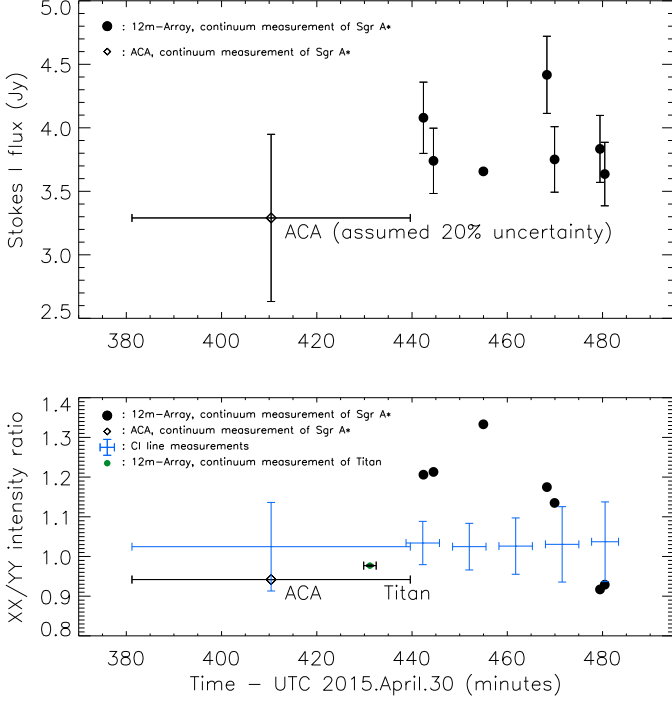 5.0
: 12m-Array, continuum measurement of Sgr A*
: ACA, continuum measurement of Sgr A*
4.5
4.0
3.5
3.0
2.5
Stokes I flux (Jy)
ACA (assumed 20% uncertainty)
380 400 420 440 460 480
1.4
: 12m-Array, continuum measurement of Sgr A*
: ACA, continuum measurement of Sgr A*
: CI line measurements
: 12m-Array, continuum measurement of Titan
1.3
1.2
1.1
1.0
0.9
0.8
XX/YY intensity ratio
ACA Titan
380 400 420 440 460 480
Time - UTC 2015.April.30 (minutes)